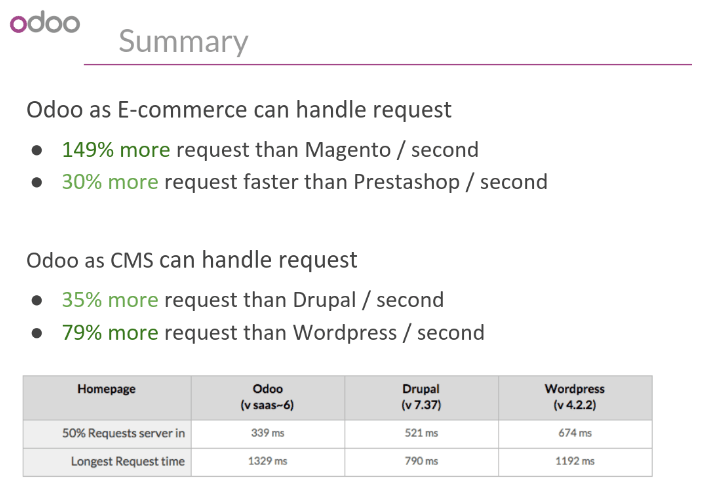 odoo
Summary
Odoo as E-commerce can handle request
● 149% more request than Magento / second
● 30% more request faster than Prestashop / second
Odoo as CMS can handle request
● 35% more request than Drupal / second
● 79% more request than Wordpress / second
Homepage Odoo Drupal Wordpress
(v saas~6) (v 7.37) (v 4.2.2)
50% Requests server in 339 ms 521 ms 674 ms
Longest Request time 1329 ms 790 ms 1192 ms